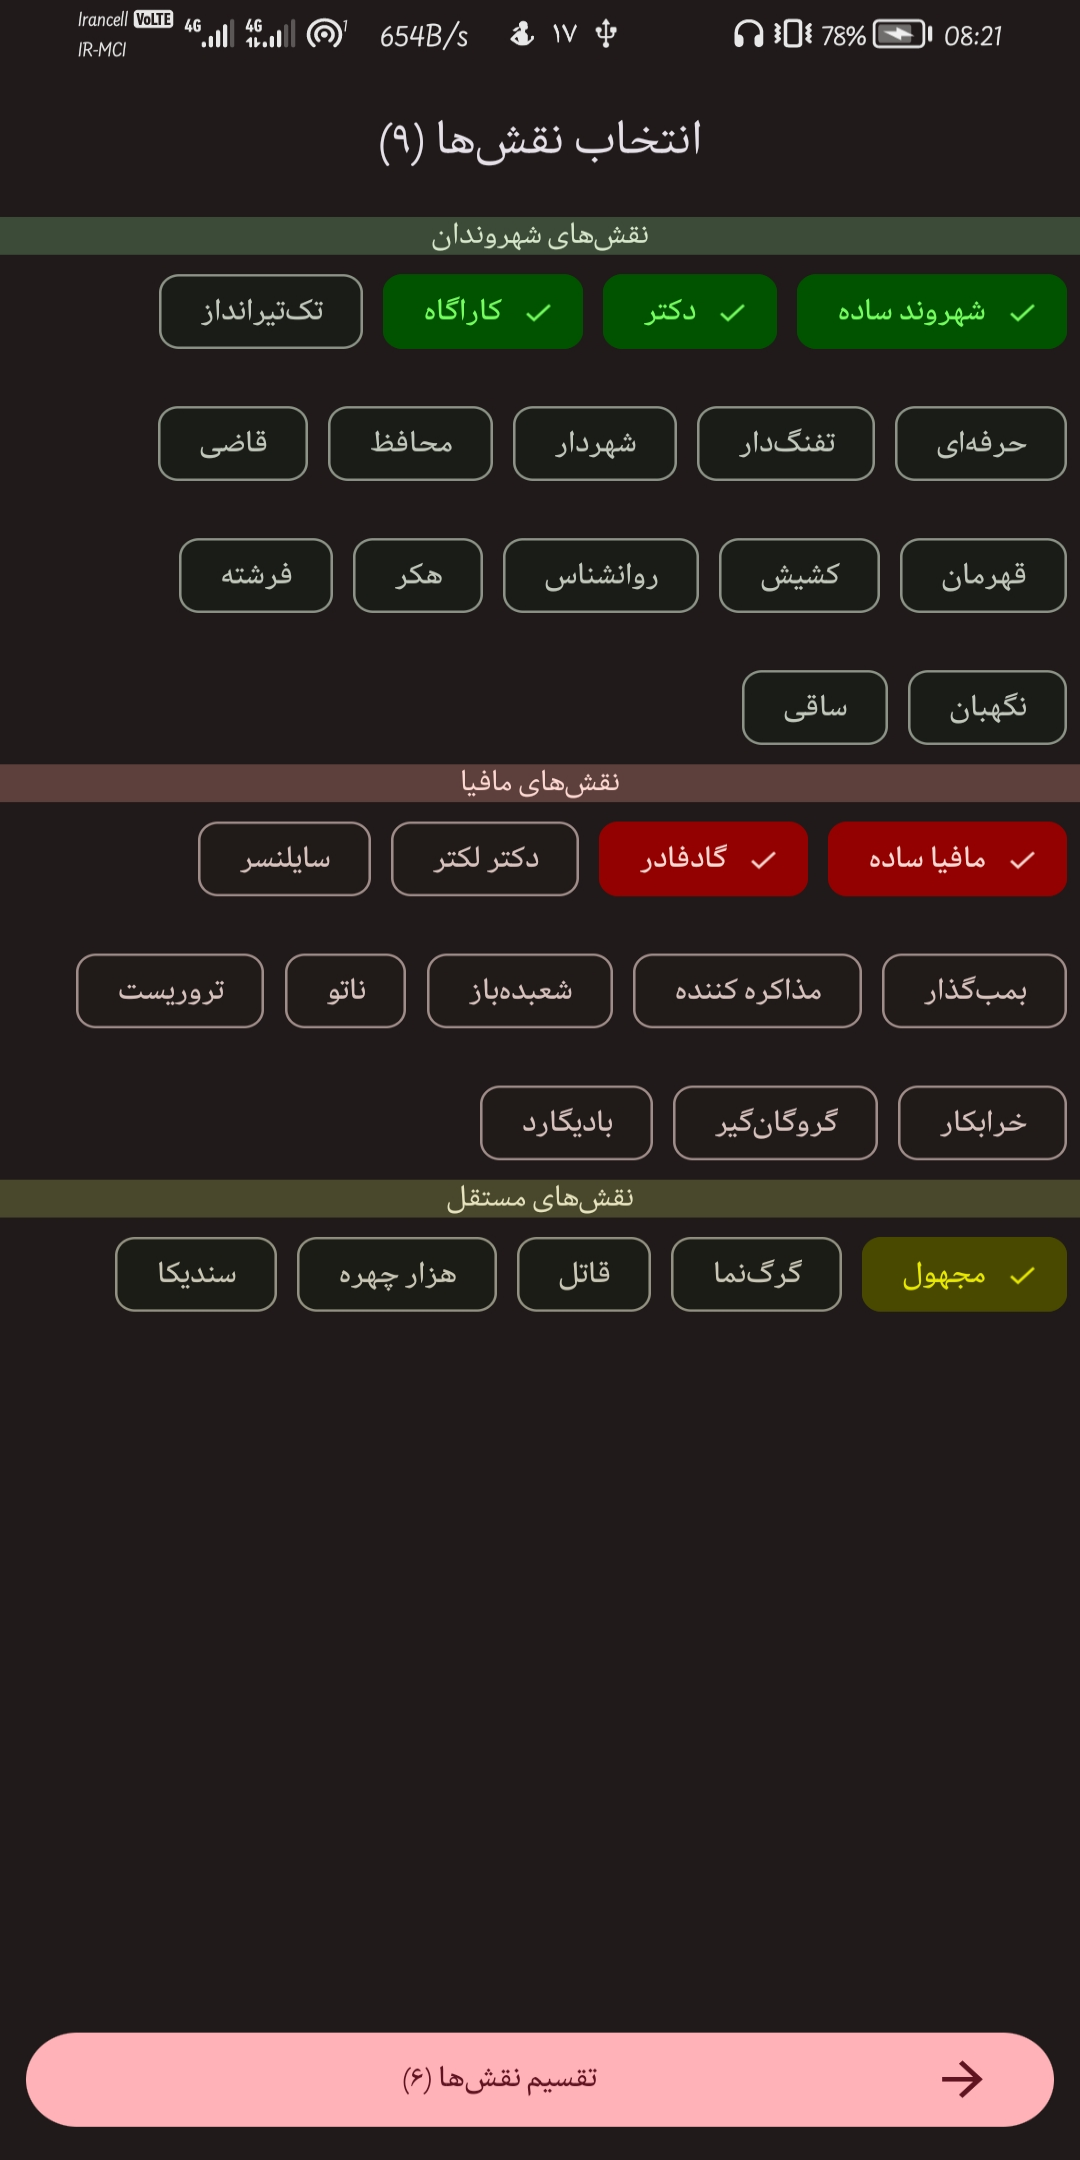 Irancell VoLTE 4G 4G 1 654B/s ۱۷ 78% 08:21
IR-MCI
انتخاب نقش‌ها (۹)
نقش‌های شهروندان
شهروند ساده دکتر کاراگاه تک‌تیرانداز
حرفه‌ای تفنگ‌دار شهردار محافظ قاضی
قهرمان کشیش روانشناس هکر فرشته
نگهبان ساقی
نقش‌های مافیا
مافیا ساده گادفادر دکتر لکتر سایلنسر
بمب‌گذار مذاکره کننده شعبده‌باز ناتو تروریست
خرابکار گروگان‌گیر بادیگارد
نقش‌های مستقل
مجهول گرگ‌نما قاتل هزار چهره سندیکا
تقسیم نقش‌ها (۶)